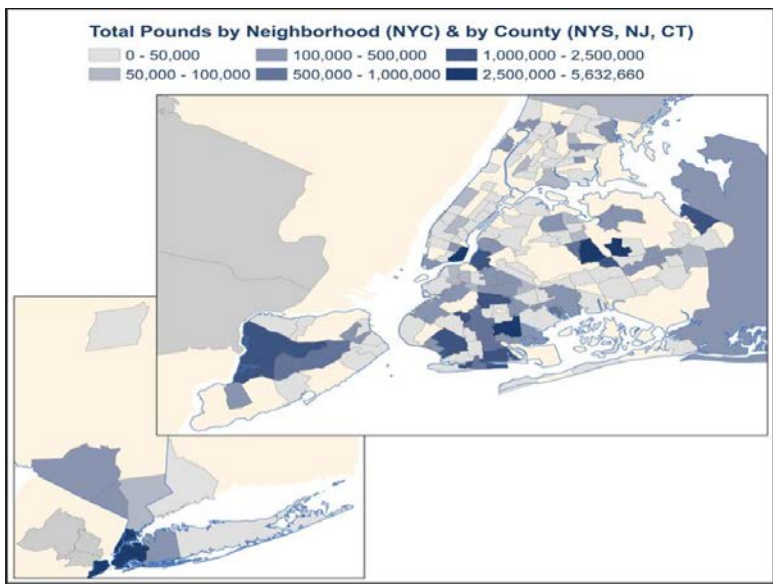 Total Pounds by Neighborhood (NYC) & by County (NYS, NJ, CT)
0 - 50,000 100,000 - 500,000 1,000,000 - 2,500,000
50,000 - 100,000 500,000 - 1,000,000 2,500,000 - 5,632,660